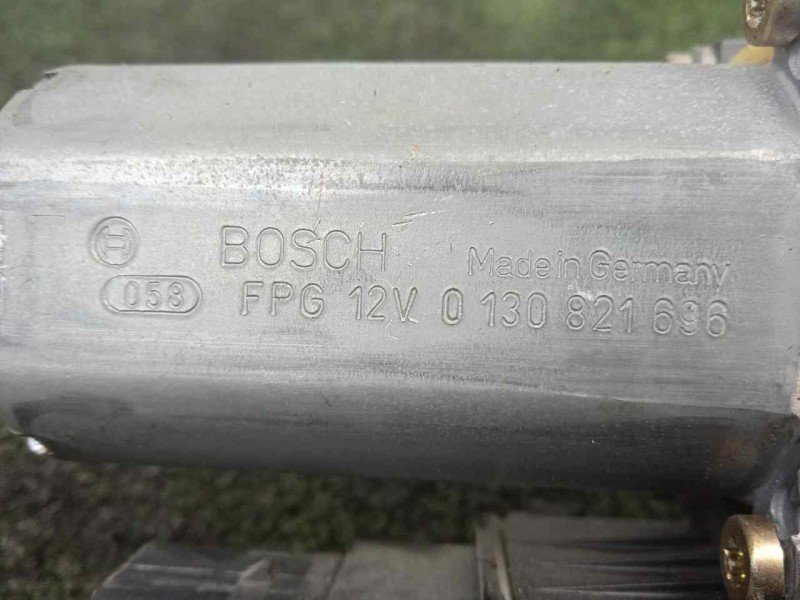 BOSCH Made in Germany
058 FPG 12V 0 130 821 696